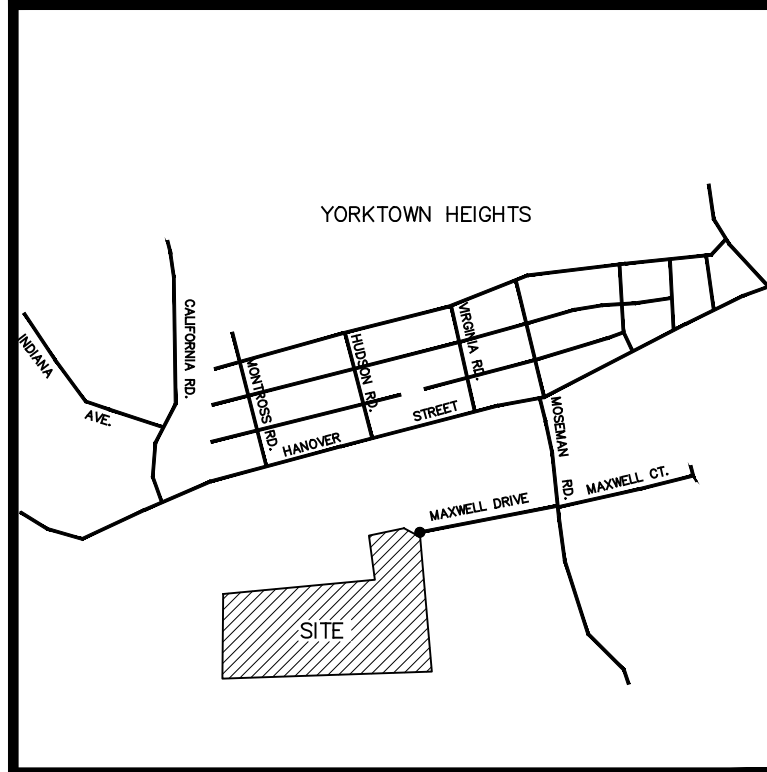 YORKTOWN HEIGHTS
CALIFORNIA RD.
INDIANA
AVE.
MONTROSS RD.
HUDSON RD.
VIRGINIA RD.
HANOVER
STREET
MOSEMAN
RD.
MAXWELL DRIVE
MAXWELL CT.
SITE